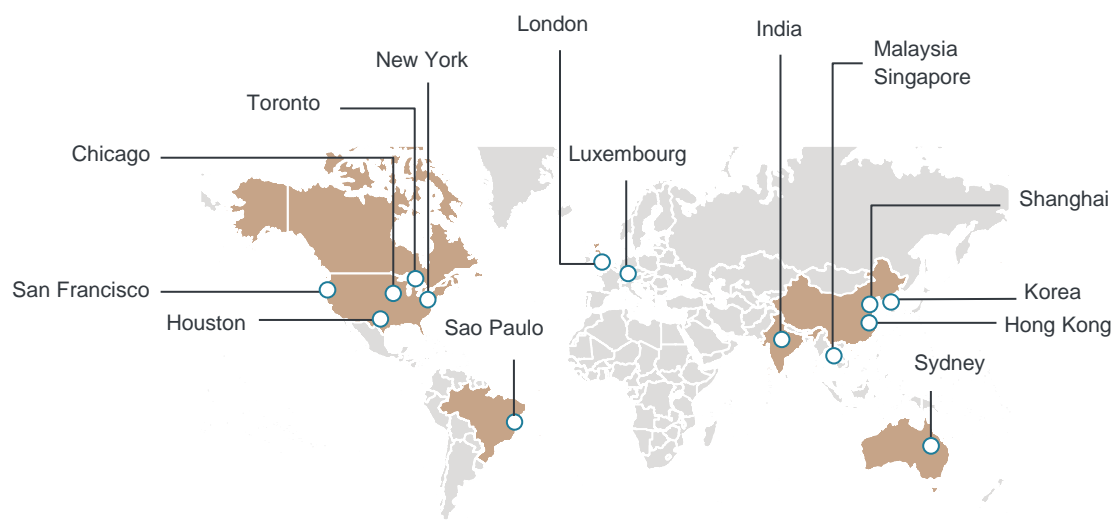 London
India
Malaysia
Singapore
New York
Toronto
Chicago
Luxembourg
Shanghai
San Francisco
Korea
Houston
Sao Paulo
Hong Kong
Sydney